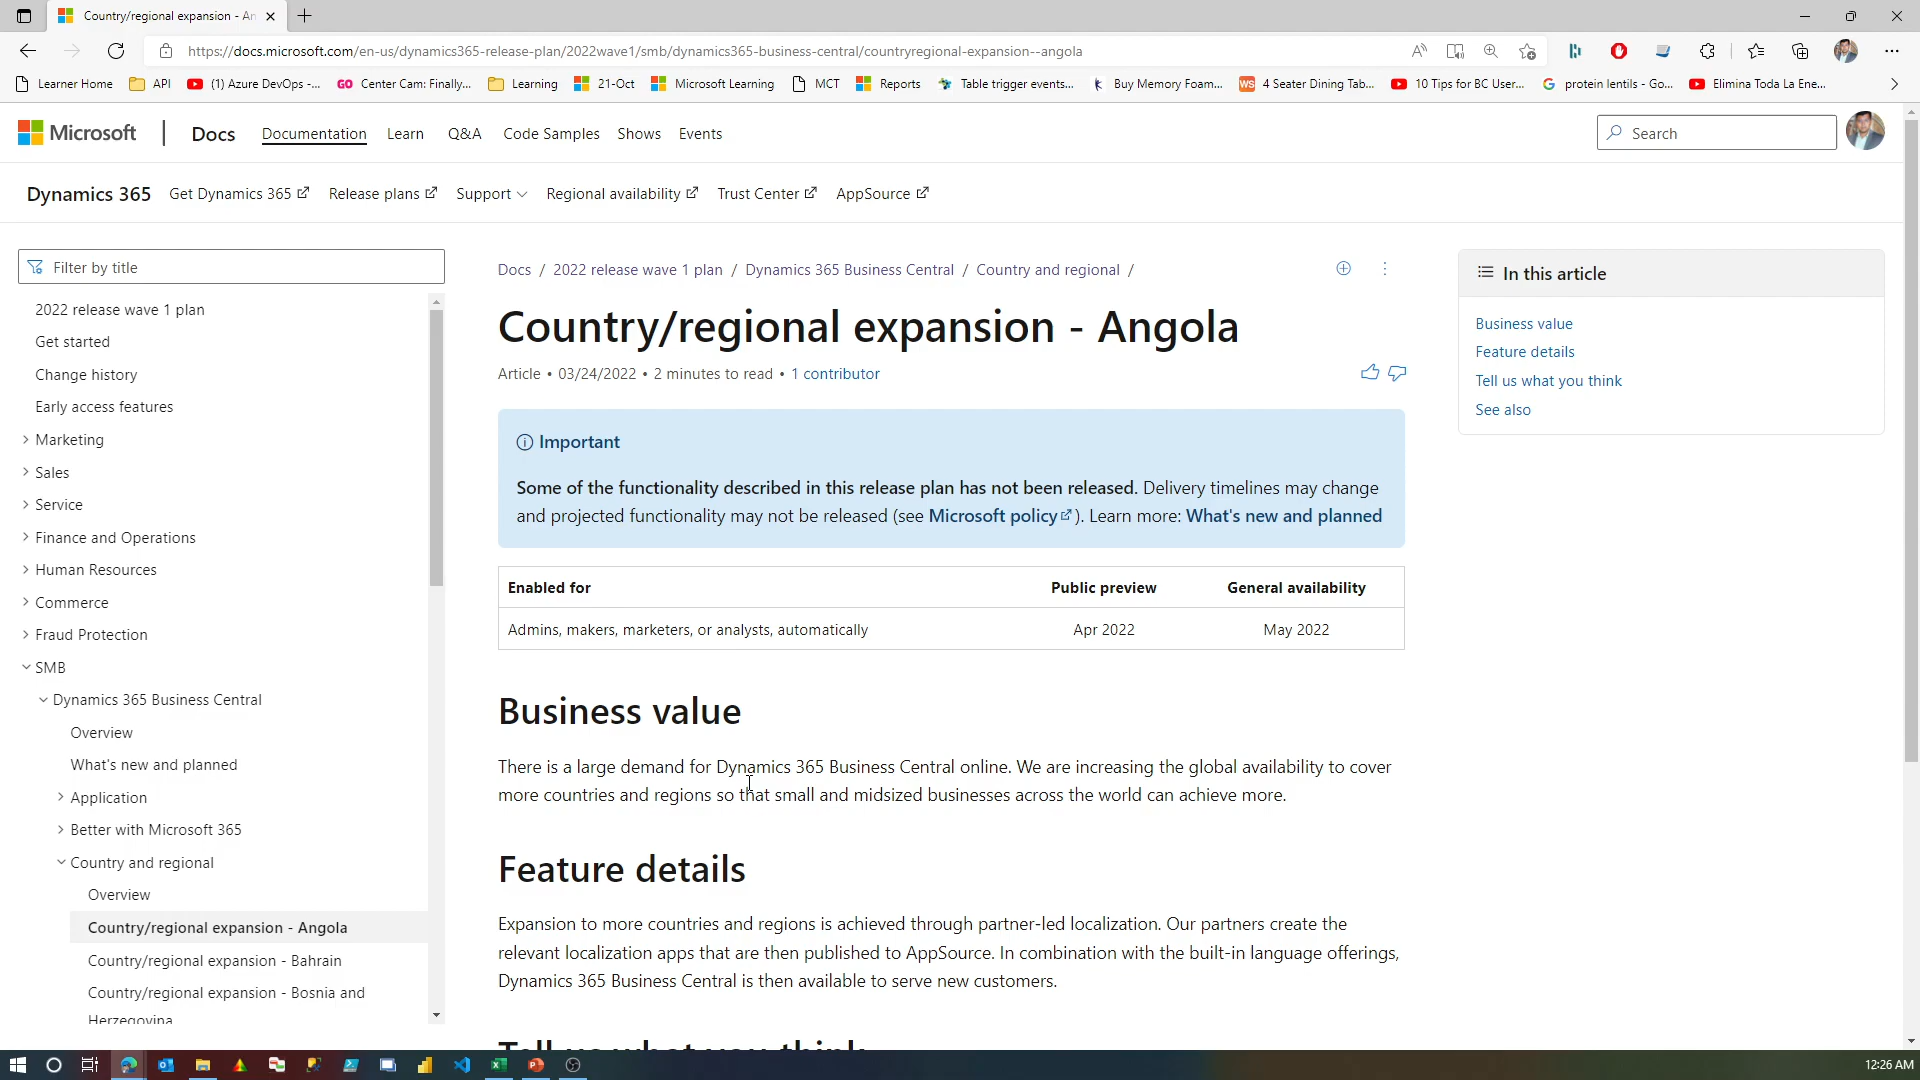 Country/regional expansion - An
https://docs.microsoft.com/en-us/dynamics365-release-plan/2022wave1/smb/dynamics365-business-central/countryregional-expansion--angola
Learner Home
API
(1) Azure DevOps -...
GO Center Cam: Finally...
Learning
21-Oct
Microsoft Learning
MCT
Reports
Table trigger events...
Buy Memory Foam...
WS 4 Seater Dining Tab...
10 Tips for BC User...
protein lentils - Go...
Elimina Toda La Ene...
Microsoft
Docs
Documentation
Learn
Q&A
Code Samples
Shows
Events
Search
Dynamics 365
Get Dynamics 365
Release plans
Support
Regional availability
Trust Center
AppSource
Filter by title
2022 release wave 1 plan
Get started
Change history
Early access features
Marketing
Sales
Service
Finance and Operations
Human Resources
Commerce
Fraud Protection
SMB
Dynamics 365 Business Central
Overview
What's new and planned
Application
Better with Microsoft 365
Country and regional
Overview
Country/regional expansion - Angola
Country/regional expansion - Bahrain
Country/regional expansion - Bosnia and
Herzegovina
Docs / 2022 release wave 1 plan / Dynamics 365 Business Central / Country and regional /
Country/regional expansion - Angola
Article • 03/24/2022 • 2 minutes to read • 1 contributor
Important
Some of the functionality described in this release plan has not been released. Delivery timelines may change
and projected functionality may not be released (see Microsoft policy). Learn more: What's new and planned
Enabled for Public preview General availability
Admins, makers, marketers, or analysts, automatically Apr 2022 May 2022
Business value
There is a large demand for Dynamics 365 Business Central online. We are increasing the global availability to cover
more countries and regions so that small and midsized businesses across the world can achieve more.
Feature details
Expansion to more countries and regions is achieved through partner-led localization. Our partners create the
relevant localization apps that are then published to AppSource. In combination with the built-in language offerings,
Dynamics 365 Business Central is then available to serve new customers.
Tell us what you think
In this article
Business value
Feature details
Tell us what you think
See also
12:26 AM